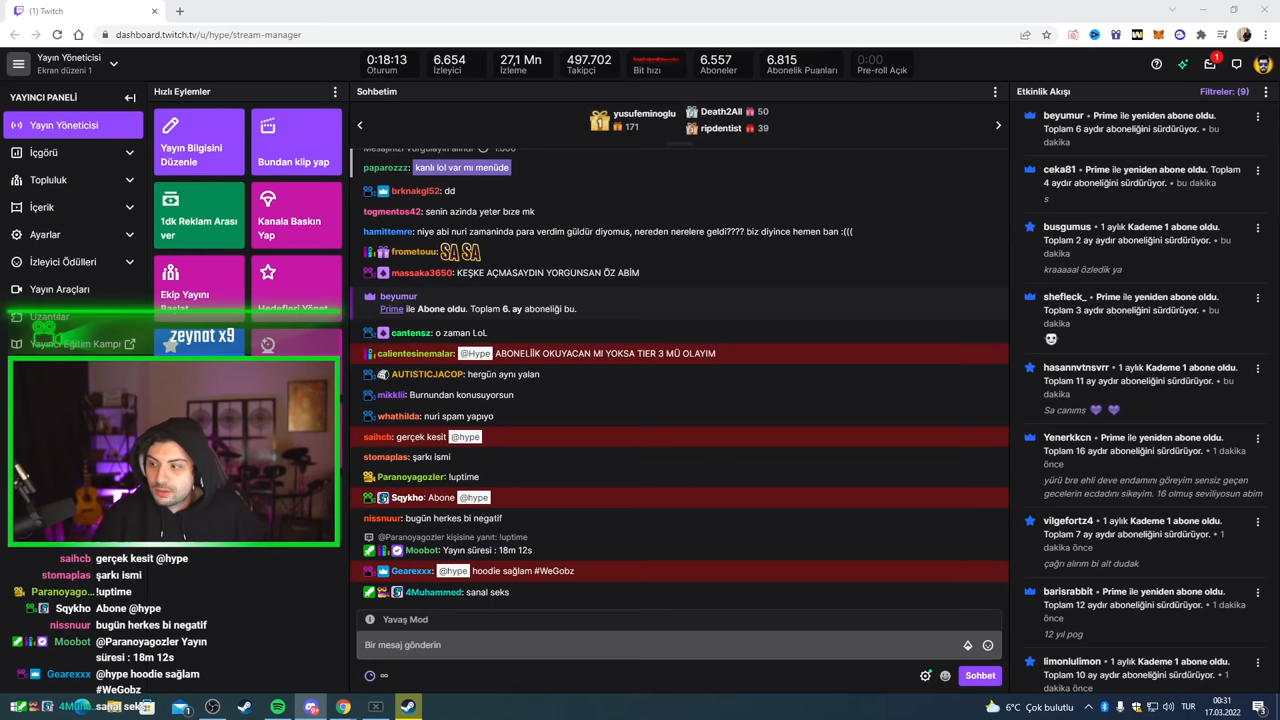 (1) Twitch
dashboard.twitch.tv/u/hype/stream-manager
Yayın Yöneticisi
Ekran düzeni 1
0:18:13
Oturum
6.654
İzleyici
27,1 Mn
İzleme
497.702
Takipçi
Bit hızı
6.557
Aboneler
6.815
Abonelik Puanları
0:00
Pre-roll Açık
1
YAYINCI PANELİ
Yayın Yöneticisi
İçgörü
Topluluk
İçerik
Ayarlar
İzleyici Ödülleri
Yayın Araçları
Uzantılar
Yayıncı Eğitim Kampı
zeynat x9
Hızlı Eylemler
Yayın Bilgisini
Düzenle
Bundan klip yap
1dk Reklam Arası
ver
Kanala Baskın
Yap
Ekip Yayını
Başlat
Hedefleri Yönet
saihcb gerçek kesit @hype
stomaplas şarkı ismi
Paranoyago... !uptime
Sqykho Abone @hype
nissnuur bugün herkes bi negatif
Moobot @Paranoyagozler Yayın
süresi : 18m 12s
Gearexxx @hype hoodie sağlam
#WeGobz
4Muh... sanal seks
Sohbetim
1
yusufeminoglu
171
Death2All 50
ripdentist 39
Mesajınızı Vurgulayın alındı 1.000
paparozzz: kanlı lol var mı menüde
brknakgl52: dd
togmentos42: senin azinda yeter bıze mk
hamittemre: niye abi nuri zamaninda para verdim güldür diyomus, nereden nerelere geldi???? biz diyince hemen ban :(((
frometouu: SA SA
massaka3650: KEŞKE AÇMASAYDIN YORGUNSAN ÖZ ABİM
beyumur
Prime ile Abone oldu. Toplam 6. ay aboneliği bu.
cantensz: o zaman LoL
calientesinemalar: @Hype ABONELİİK OKUYACAN MI YOKSA TIER 3 MÜ OLAYIM
AUTISTICJACOP: hergün aynı yalan
mikklii: Burnundan konusuyorsun
whathilda: nuri spam yapıyo
saihcb: gerçek kesit @hype
stomaplas: şarkı ismi
Paranoyagozler: !uptime
Sqykho: Abone @hype
nissnuur: bugün herkes bi negatif
@Paranoyagozler kişisine yanıt: !uptime
Moobot: Yayın süresi : 18m 12s
Gearexxx: @hype hoodie sağlam #WeGobz
4Muhammed: sanal seks
Yavaş Mod
Bir mesaj gönderin
Sohbet
Etkinlik Akışı
Filtreler: (9)
beyumur • Prime ile yeniden abone oldu.
Toplam 6 aydır aboneliğini sürdürüyor. • bu
dakika
ceka81 • Prime ile yeniden abone oldu. Toplam
4 aydır aboneliğini sürdürüyor. • bu dakika
s
busgumus • 1 aylık Kademe 1 abone oldu.
Toplam 2 ay aydır aboneliğini sürdürüyor. • bu
dakika
kraaaaal özledik ya
shefleck_ • Prime ile yeniden abone oldu.
Toplam 3 aydır aboneliğini sürdürüyor. • bu
dakika
hasannvtnsvrr • 1 aylık Kademe 1 abone oldu.
Toplam 11 ay aydır aboneliğini sürdürüyor. • bu
dakika
Sa canıms
Yenerkkcn • Prime ile yeniden abone oldu.
Toplam 16 aydır aboneliğini sürdürüyor. • 1 dakika
önce
yürü bre ehli deve endamını göreyim sensiz geçen
gecelerin ecdadını sikeyim. 16 olmuş seviliyosun abim
vilgefortz4 • 1 aylık Kademe 1 abone oldu.
Toplam 7 ay aydır aboneliğini sürdürüyor. • 1
dakika önce
çağrı alırım bi alt dudak
barisrabbit • Prime ile yeniden abone oldu.
Toplam 12 aydır aboneliğini sürdürüyor. • 1 dakika
önce
12 yıl pog
limonlulimon • 1 aylık Kademe 1 abone oldu.
Toplam 10 ay aydır aboneliğini sürdürüyor. • 1
dakika önce
6°C Çok bulutlu
TUR
00:31
17.03.2022